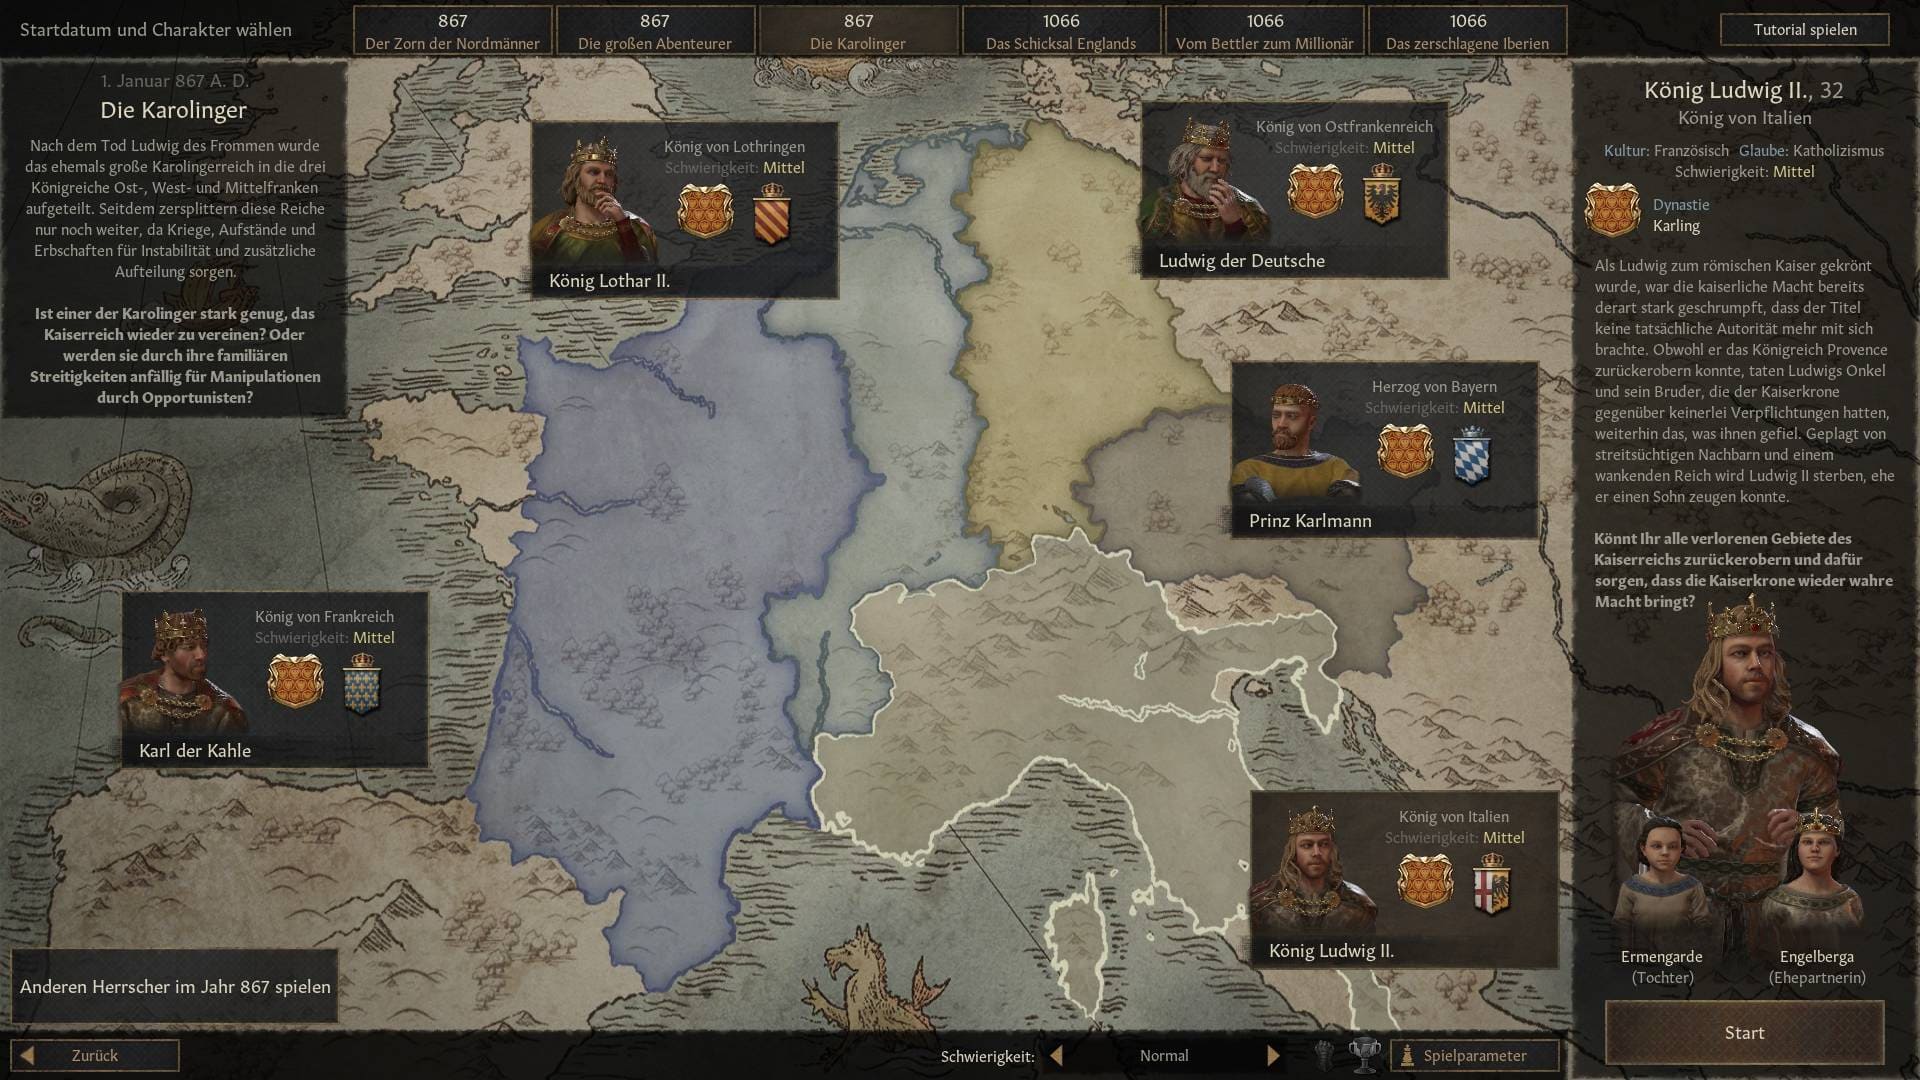 Startdatum und Charakter wählen
867
Der Zorn der Nordmänner
867
Die großen Abenteurer
867
Die Karolinger
1066
Das Schicksal Englands
1066
Vom Bettler zum Millionär
1066
Das zerschlagene Iberien
Tutorial spielen
1. Januar 867 A. D.
Die Karolinger
Nach dem Tod Ludwig des Frommen wurde
das ehemals große Karolingerreich in die drei
Königreiche Ost-, West- und Mittelfranken
aufgeteilt. Seitdem zersplittern diese Reiche
nur noch weiter, da Kriege, Aufstände und
Erbschaften für Instabilität und zusätzliche
Aufteilung sorgen.
Ist einer der Karolinger stark genug, das
Kaiserreich wieder zu vereinen? Oder
werden sie durch ihre familiären
Streitigkeiten anfällig für Manipulationen
durch Opportunisten?
König von Lothringen
Schwierigkeit: Mittel
König Lothar II.
König von Ostfrankenreich
Schwierigkeit: Mittel
Ludwig der Deutsche
Herzog von Bayern
Schwierigkeit: Mittel
Prinz Karlmann
König von Frankreich
Schwierigkeit: Mittel
Karl der Kahle
König von Italien
Schwierigkeit: Mittel
König Ludwig II.
König Ludwig II., 32
König von Italien
Kultur: Französisch Glaube: Katholizismus
Schwierigkeit: Mittel
Dynastie
Karling
Als Ludwig zum römischen Kaiser gekrönt
wurde, war die kaiserliche Macht bereits
derart stark geschrumpft, dass der Titel
keine tatsächliche Autorität mehr mit sich
brachte. Obwohl er das Königreich Provence
zurückerobern konnte, taten Ludwigs Onkel
und sein Bruder, die der Kaiserkrone
gegenüber keinerlei Verpflichtungen hatten,
weiterhin das, was ihnen gefiel. Geplagt von
streitsüchtigen Nachbarn und einem
wankenden Reich wird Ludwig II sterben, ehe
er einen Sohn zeugen konnte.
Könnt Ihr alle verlorenen Gebiete des
Kaiserreichs zurückerobern und dafür
sorgen, dass die Kaiserkrone wieder wahre
Macht bringt?
Ermengarde
(Tochter)
Engelberga
(Ehepartnerin)
Anderen Herrscher im Jahr 867 spielen
Zurück
Schwierigkeit:
Normal
Spielparameter
Start